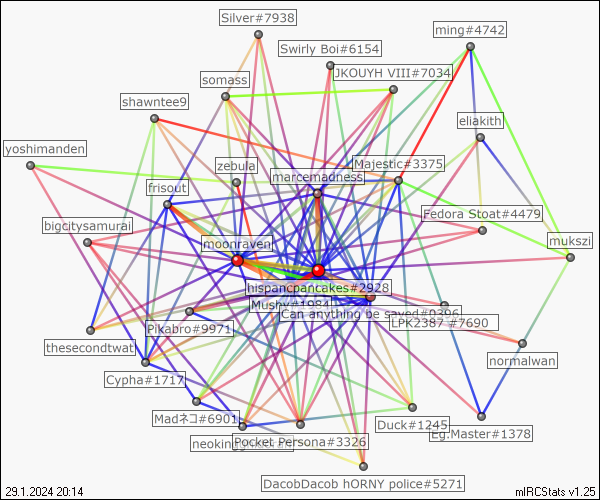 Silver#7938
ming#4742
Swirly Boi#6154
JKOUYH VIII#7034
somass
shawntee9
eliakith
yoshimanden
zebula
Majestic#3375
marcemadness
frisout
Fedora Stoat#4479
bigcitysamurai
moonraven
mukszi
hispanicpancakes#2928
Mushy#1984
Can anything be saved#0396
LPK2387 #7690
Pikabro#9971
thesecondtwat
normalwan
Cypha#1717
Madネコ#6901
Duck#1245
Eg.Master#1378
Pocket Persona#3326
DacobDacob hORNY police#5271
29.1.2024 20:14
mIRCStats v1.25